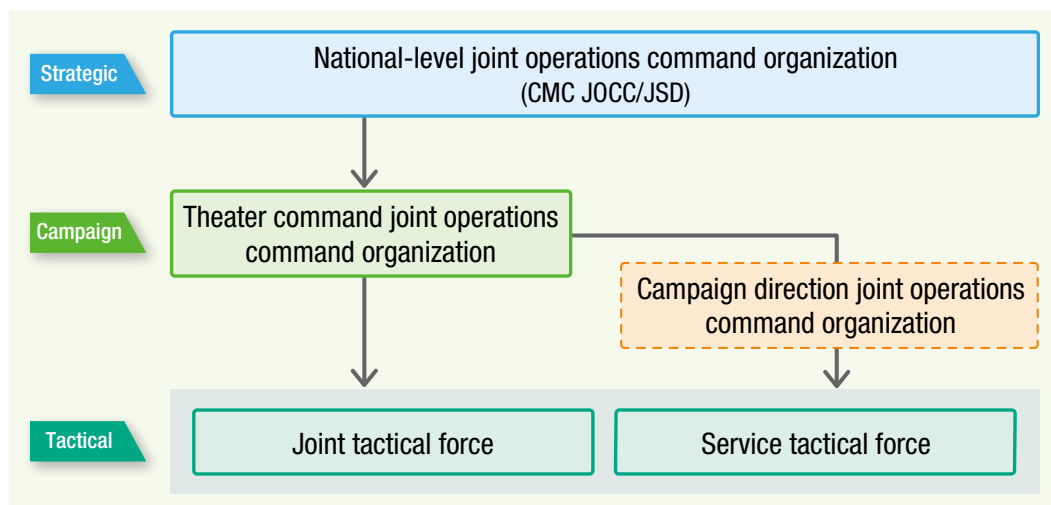 Strategic
National-level joint operations command organization
(CMC JOCC/JSD)
Campaign
Theater command joint operations
command organization
Campaign direction joint operations
command organization
Tactical
Joint tactical force
Service tactical force